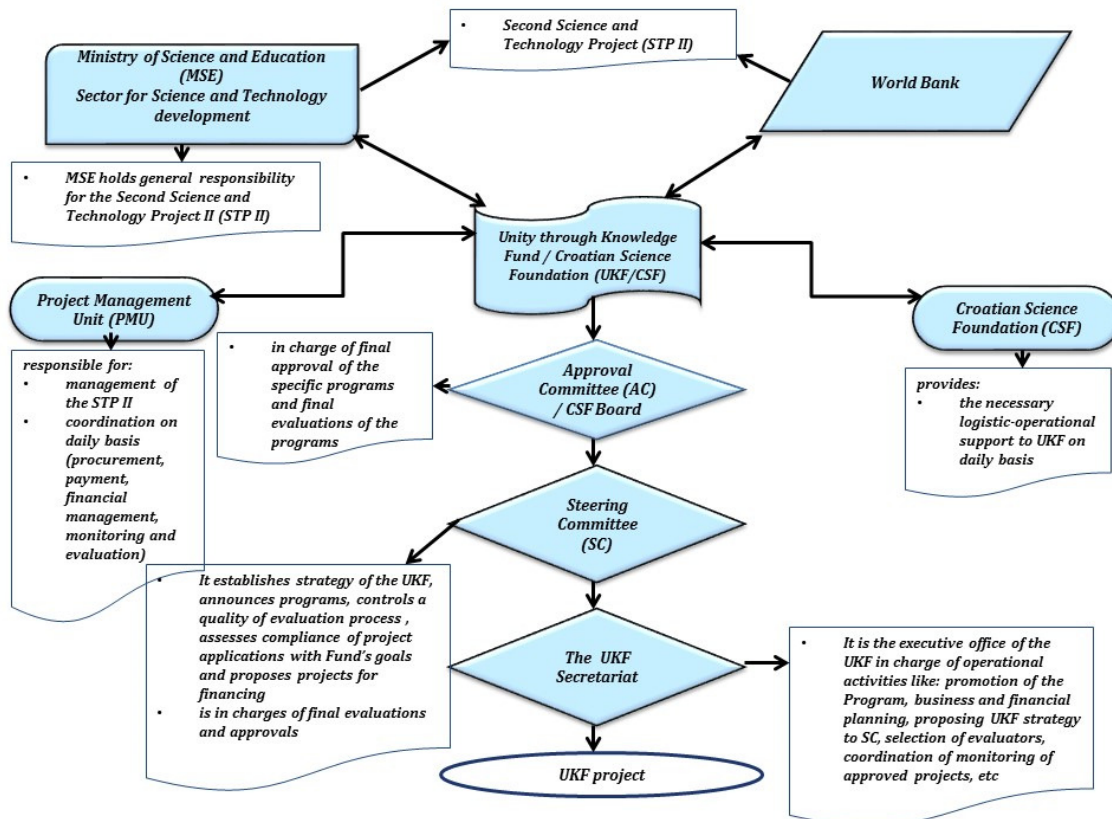 • Second Science and
Technology Project (STP II)
Ministry of Science and Education
(MSE)
Sector for Science and Technology
development
World Bank
• MSE holds general responsibility
for the Second Science and
Technology Project II (STP II)
Unity through Knowledge
Fund / Croatian Science
Foundation (UKF/CSF)
Project Management
Unit (PMU)
Croatian Science
Foundation (CSF)
responsible for:
• management of
the STP II
• coordination on
daily basis
(procurement,
payment,
financial
management,
monitoring and
evaluation)
• in charge of final
approval of the
specific programs
and final
evaluations of the
programs
Approval
Committee (AC)
/ CSF Board
provides:
• the necessary
logistic-operational
support to UKF on
daily basis
Steering
Committee
(SC)
• It establishes strategy of the UKF,
announces programs, controls a
quality of evaluation process ,
assesses compliance of project
applications with Fund's goals
and proposes projects for
financing
• is in charges of final evaluations
and approvals
The UKF
Secretariat
• It is the executive office of the
UKF in charge of operational
activities like: promotion of the
Program, business and financial
planning, proposing UKF strategy
to SC, selection of evaluators,
coordination of monitoring of
approved projects, etc
UKF project